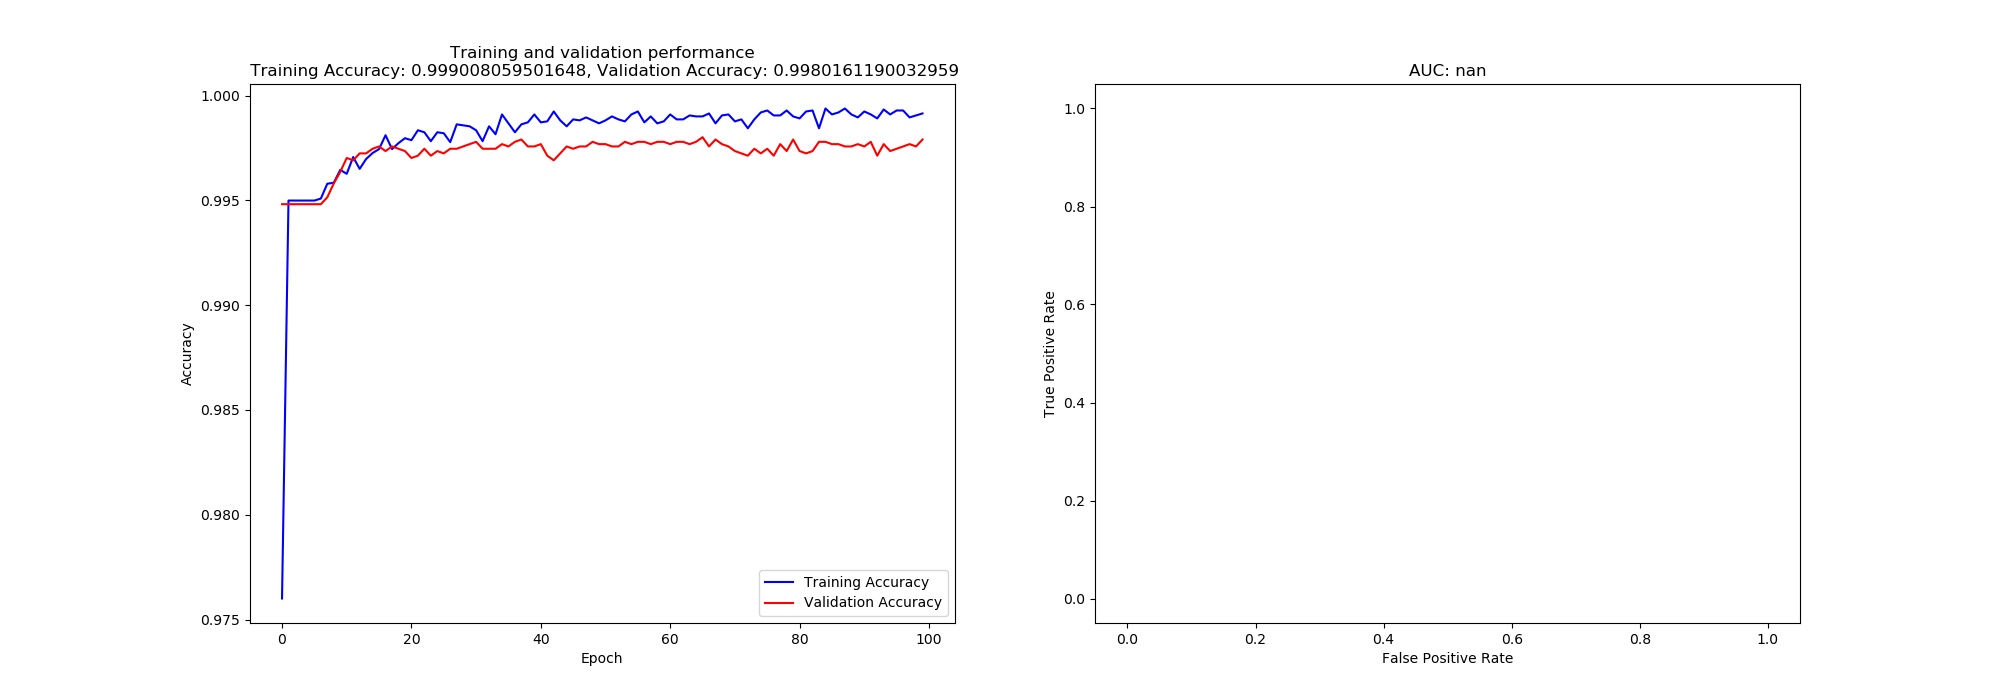 Training and validation performance
Training Accuracy: 0.999008059501648, Validation Accuracy: 0.9980161190032959
1.000
0.995
0.990
0.985
0.980
0.975
Accuracy
0
20
40
60
80
100
Epoch
Training Accuracy
Validation Accuracy
AUC: nan
1.0
0.8
0.6
0.4
0.2
0.0
True Positive Rate
0.0
0.2
0.4
0.6
0.8
1.0
False Positive Rate